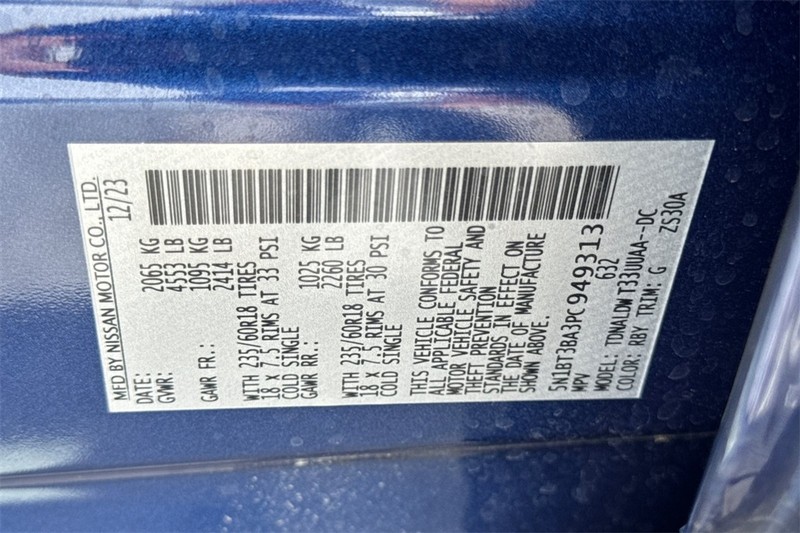 MFD BY NISSAN MOTOR CO., LTD.
DATE: 12/23
GVWR: 2065 KG
4553 LB
GAWR FR.: 1095 KG
2414 LB
WITH 235/60R18 TIRES
18 X 7.5 RIMS AT 33 PSI
COLD SINGLE
GAWR RR.: 1025 KG
2260 LB
WITH 235/60R18 TIRES
18 X 7.5 RIMS AT 30 PSI
COLD SINGLE
THIS VEHICLE CONFORMS TO
ALL APPLICABLE FEDERAL
MOTOR VEHICLE SAFETY AND
THEFT PREVENTION
STANDARDS IN EFFECT ON
THE DATE OF MANUFACTURE
SHOWN ABOVE.
5N1BT3BA3PC949313
MPV 632
MODEL: TDNALDW T33UUAA--DC
COLOR: RBY TRIM: G ZS30A